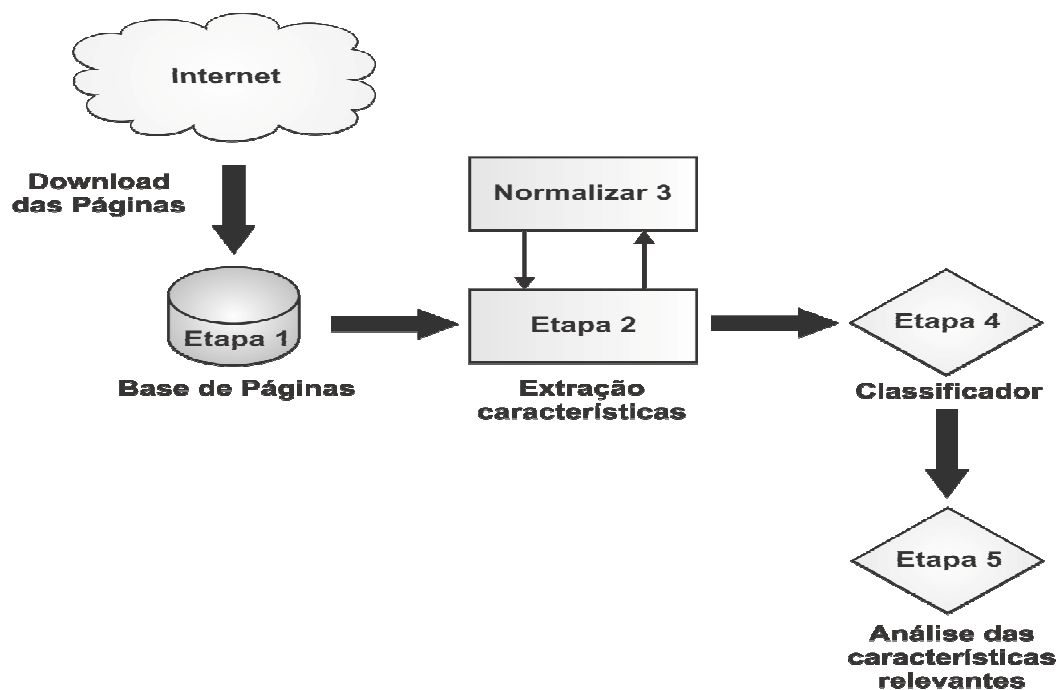 Internet
Download
das Páginas
Normalizar 3
Etapa 1
Etapa 2
Etapa 4
Base de Páginas
Extração
características
Classificador
Etapa 5
Análise das
características
relevantes